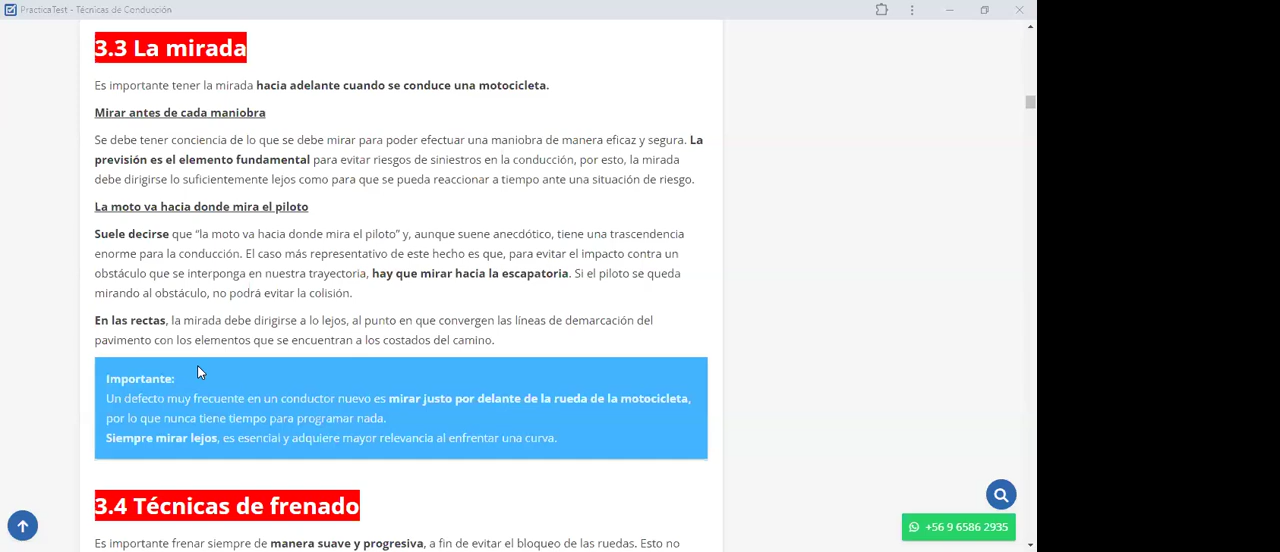 PracticaTest - Técnicas de Conducción
3.3 La mirada
Es importante tener la mirada hacia adelante cuando se conduce una motocicleta.
Mirar antes de cada maniobra
Se debe tener conciencia de lo que se debe mirar para poder efectuar una maniobra de manera eficaz y segura. La
previsión es el elemento fundamental para evitar riesgos de siniestros en la conducción, por esto, la mirada
debe dirigirse lo suficientemente lejos como para que se pueda reaccionar a tiempo ante una situación de riesgo.
La moto va hacia donde mira el piloto
Suele decirse que “la moto va hacia donde mira el piloto” y, aunque suene anecdótico, tiene una trascendencia
enorme para la conducción. El caso más representativo de este hecho es que, para evitar el impacto contra un
obstáculo que se interponga en nuestra trayectoria, hay que mirar hacia la escapatoria. Si el piloto se queda
mirando al obstáculo, no podrá evitar la colisión.
En las rectas, la mirada debe dirigirse a lo lejos, al punto en que convergen las líneas de demarcación del
pavimento con los elementos que se encuentran a los costados del camino.
Importante:
Un defecto muy frecuente en un conductor nuevo es mirar justo por delante de la rueda de la motocicleta,
por lo que nunca tiene tiempo para programar nada.
Siempre mirar lejos, es esencial y adquiere mayor relevancia al enfrentar una curva.
3.4 Técnicas de frenado
+56 9 6586 2935
Es importante frenar siempre de manera suave y progresiva, a fin de evitar el bloqueo de las ruedas. Esto no